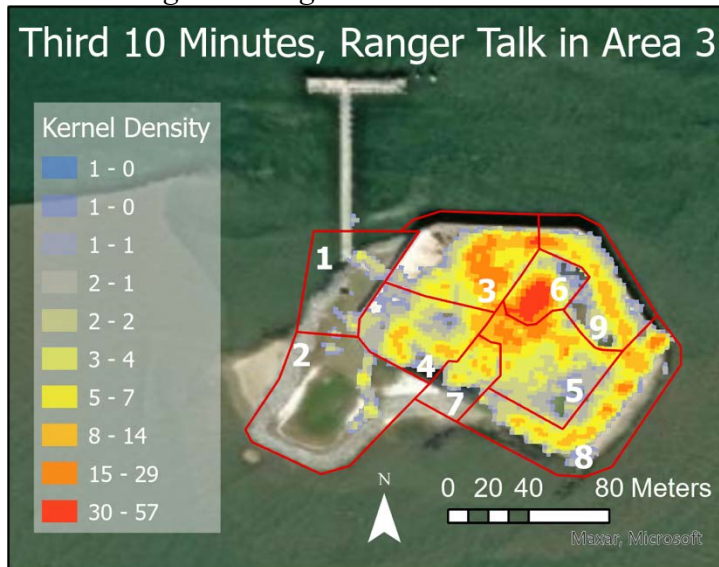 Third 10 Minutes, Ranger Talk in Area 3
Kernel Density
1 - 0
1 - 0
1 - 1
2 - 1
2 - 2
3 - 4
5 - 7
8 - 14
15 - 29
30 - 57
1
2
3
4
5
6
7
8
9
N
0 20 40 80 Meters
Maxar, Microsoft